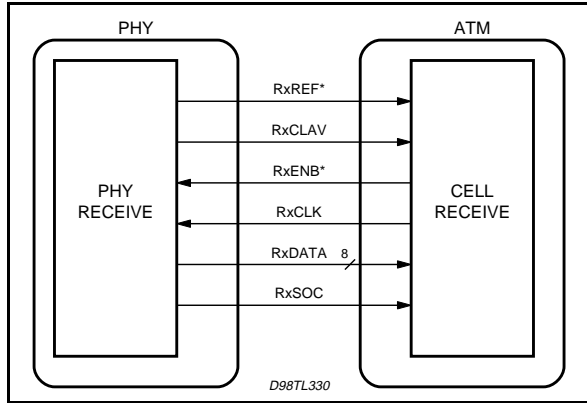 PHY
ATM
RxREF*
RxCLAV
RxENB*
RxCLK
RxDATA 8
RxSOC
PHY
RECEIVE
CELL
RECEIVE
D98TL330